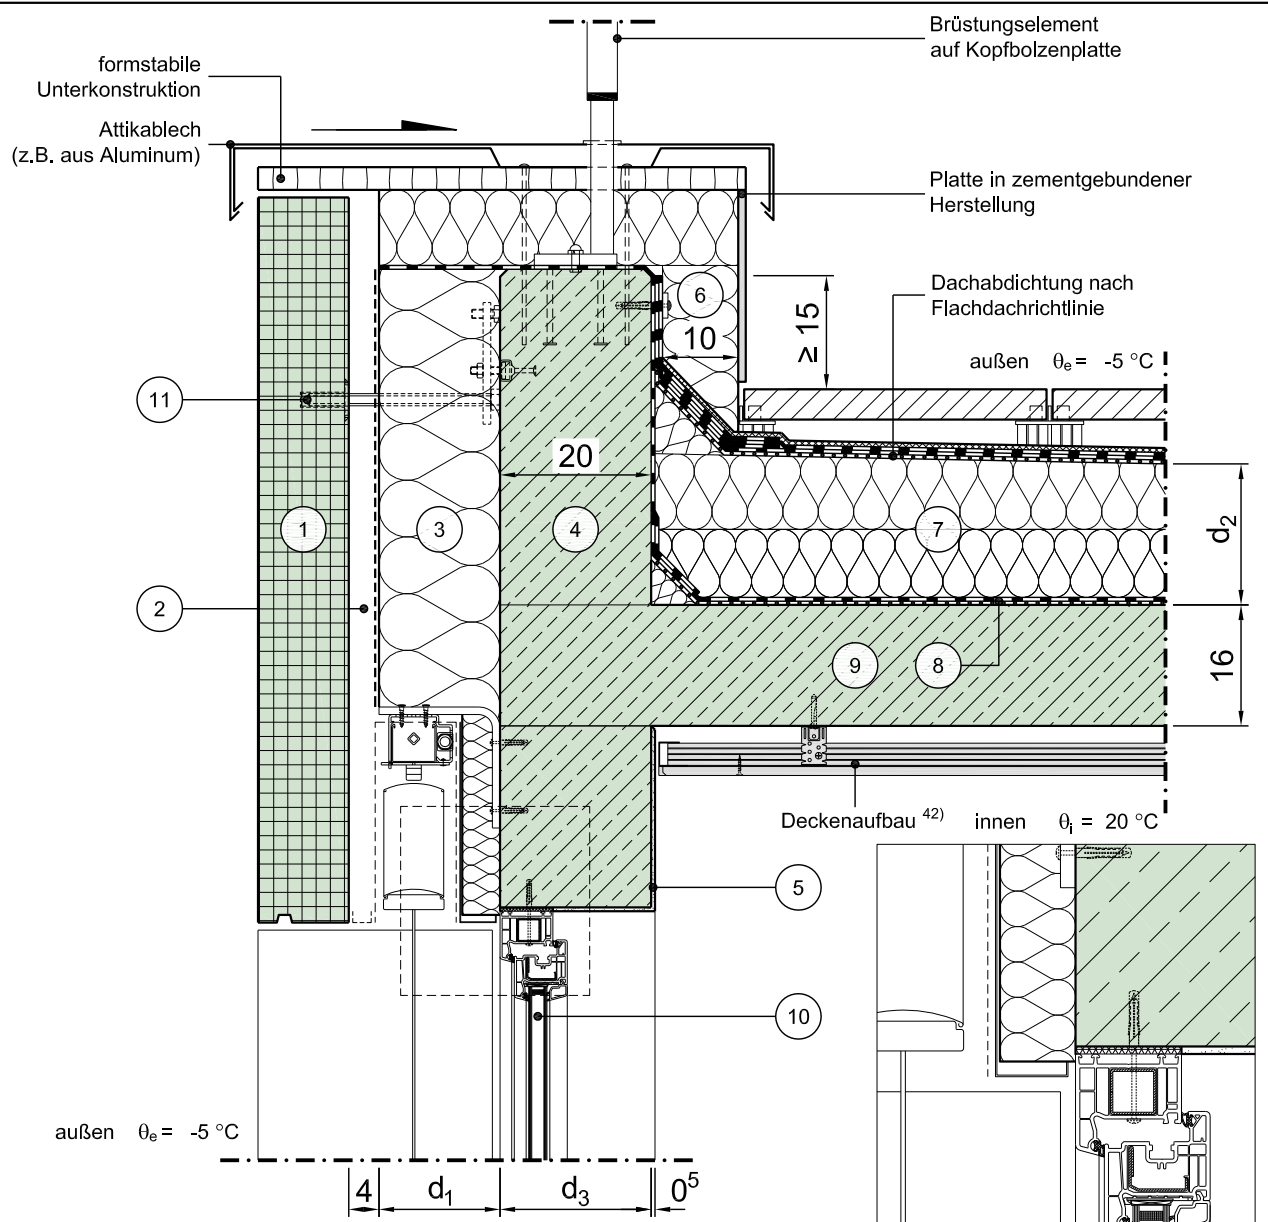 Brüstungselement
auf Kopfbolzenplatte
formstabile
Unterkonstruktion
Attikablech
(z.B. aus Aluminum)
Platte in zementgebundener
Herstellung
Dachabdichtung nach
Flachdachrichtlinie
6
10
≥ 15
außen θe = -5 °C
11
20
1
3
4
7
d2
2
9
8
16
Deckenaufbau 42)
innen θi = 20 °C
5
10
außen θe = -5 °C
4
d1
d3
0⁵